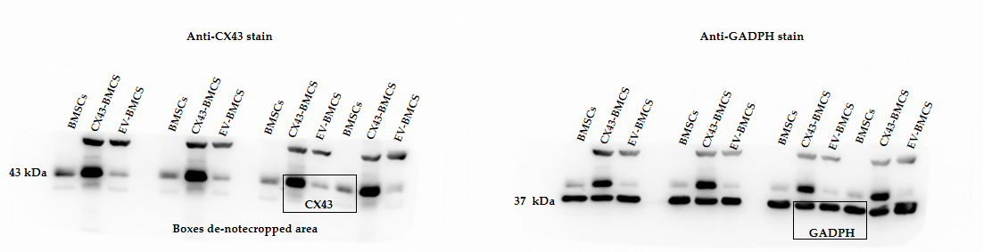 Anti-CX43 stain
BMSCs
CX43-BMCS
EV-BMCS
BMSCs
CX43-BMCS
EV-BMCS
BMSCs
CX43-BMCS
EV-BMCS
BMSCs
CX43-BMCS
EV-BMCS
43 kDa
CX43
Boxes de-notecropped area
Anti-GADPH stain
BMSCs
CX43-BMCS
EV-BMCS
BMSCs
CX43-BMCS
EV-BMCS
BMSCs
CX43-BMCS
EV-BMCS
BMSCs
CX43-BMCS
EV-BMCS
37 kDa
GADPH